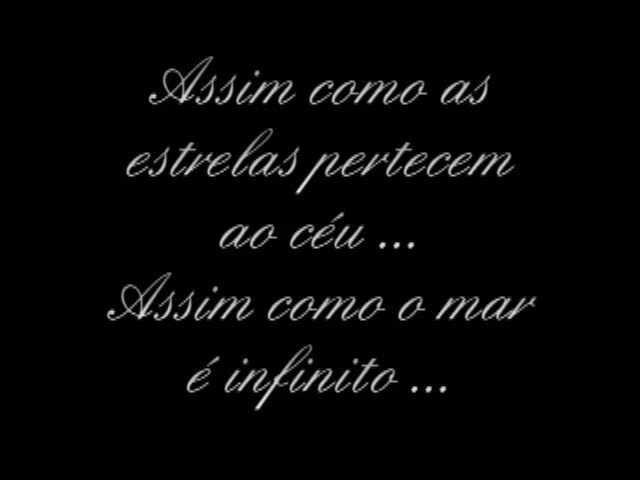 Assim como as
estrelas pertecem
ao céu ...
Assim como o mar
é infinito ...